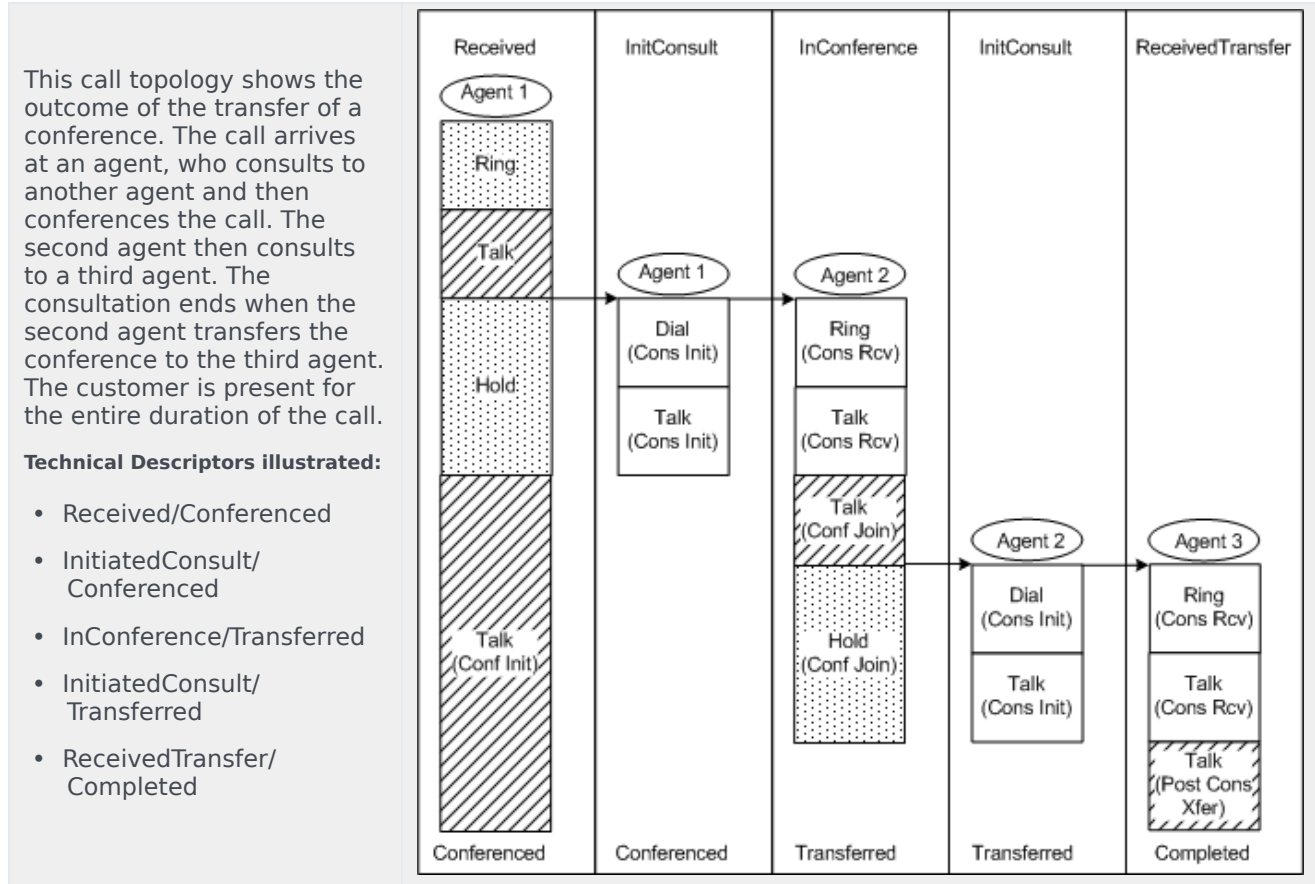 This call topology shows the
outcome of the transfer of a
conference. The call arrives
at an agent, who consults to
another agent and then
conferences the call. The
second agent then consults
to a third agent. The
consultation ends when the
second agent transfers the
conference to the third agent.
The customer is present for
the entire duration of the call.
Technical Descriptors illustrated:
• Received/Conferenced
• InitiatedConsult/
Conferenced
• InConference/Transferred
• InitiatedConsult/
Transferred
• ReceivedTransfer/
Completed
Received
Agent 1
Ring
Talk
Hold
Talk
(Conf Init)
Conferenced
InitConsult
Agent 1
Dial
(Cons Init)
Talk
(Cons Init)
Conferenced
InConference
Agent 2
Ring
(Cons Rcv)
Talk
(Cons Rcv)
Talk
(Conf Join)
Hold
(Conf Join)
Transferred
InitConsult
Agent 2
Dial
(Cons Init)
Talk
(Cons Init)
Transferred
ReceivedTransfer
Agent 3
Ring
(Cons Rcv)
Talk
(Cons Rcv)
Talk
(Post Cons
Xfer)
Completed